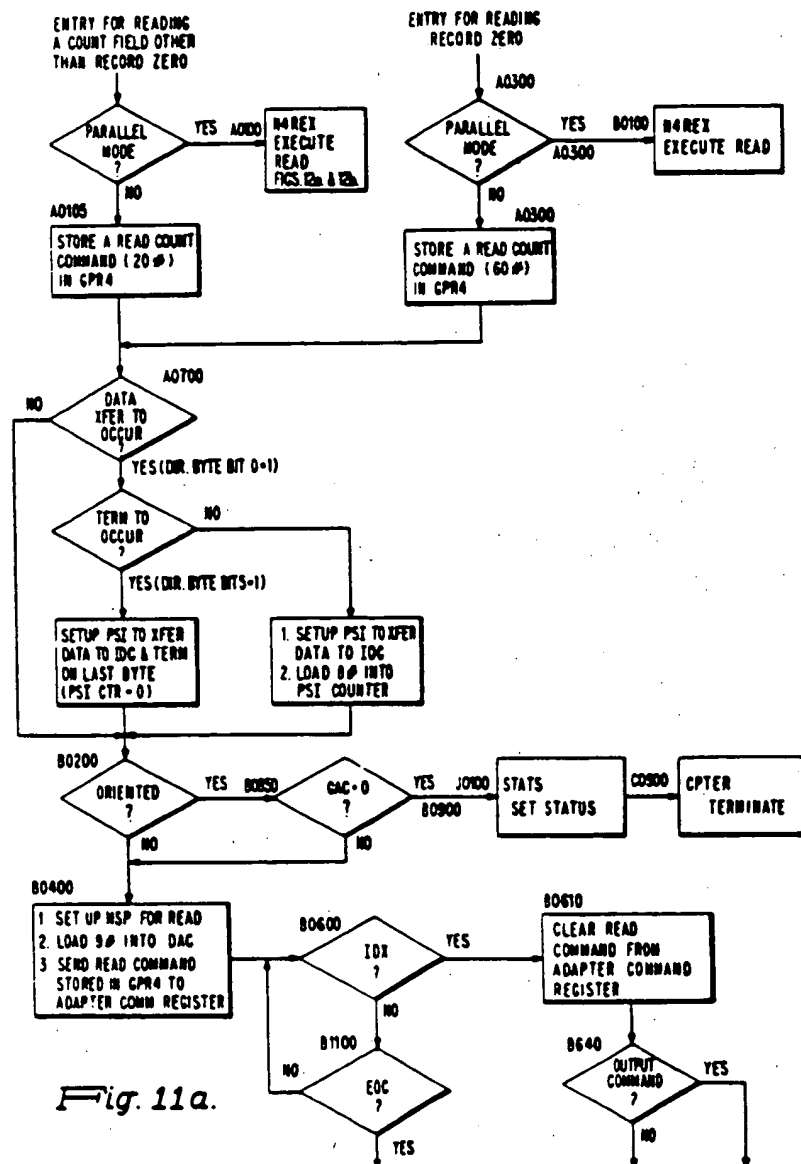 ENTRY FOR READING
A COUNT FIELD OTHER
THAN RECORD ZERO
ENTRY FOR READING
RECORD ZERO
A0300
PARALLEL
MODE
?
YES
A0100
N4REX
EXECUTE
READ
FIGS. 12a & 12b
NO
PARALLEL
MODE
?
YES
A0300
B0100
N4REX
EXECUTE READ
NO
A0105
STORE A READ COUNT
COMMAND (20#)
IN GPR4
A0300
STORE A READ COUNT
COMMAND (60#)
IN GPR4
A0700
DATA
XFER TO
OCCUR
?
NO
YES (DIR. BYTE BIT 0=1)
TERM TO
OCCUR
?
NO
YES (DIR. BYTE BIT5=1)
SETUP PSI TO XFER
DATA TO IDC & TERM
ON LAST BYTE
(PSI CTR = 0)
1. SETUP PSI TO XFER
DATA TO IDC
2. LOAD 8# INTO
PSI COUNTER
B0200
ORIENTED
?
YES
B0850
GAC=0
?
YES
B0900
J0100
STATS
SET STATUS
C0900
CPTER
TERMINATE
NO
NO
B0400
1 SET UP NSP FOR READ
2. LOAD 9# INTO DAC
3 SEND READ COMMAND
STORED IN GPR4 TO
ADAPTER COMM REGISTER
B0600
IDX
?
YES
B0610
CLEAR READ
COMMAND FROM
ADAPTER COMMAND
REGISTER
NO
B1100
EOC
?
NO
YES
B640
OUTPUT
COMMAND
?
YES
NO
Fig. 11a.